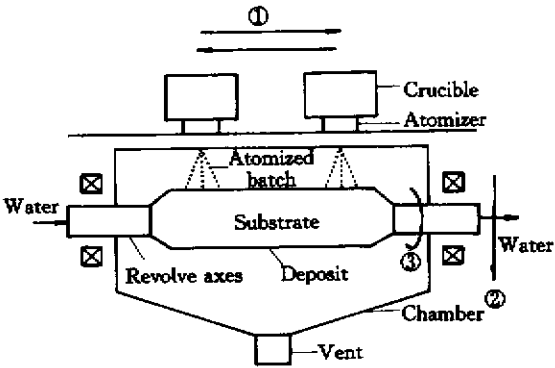 ①
Crucible
Atomizer
Atomized
batch
Water
Substrate
Water
③
Revolve axes
Deposit
②
Chamber
Vent